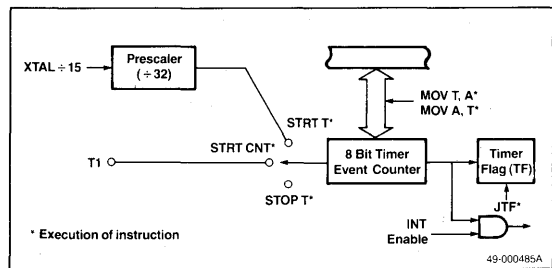 XTAL ÷ 15
Prescaler
(÷32)
MOV T, A*
MOV A, T*
STRT T*
STRT CNT*
T1
8 Bit Timer
Event Counter
Timer
Flag (TF)
STOP T*
JTF*
INT
Enable
* Execution of instruction
49-000485A